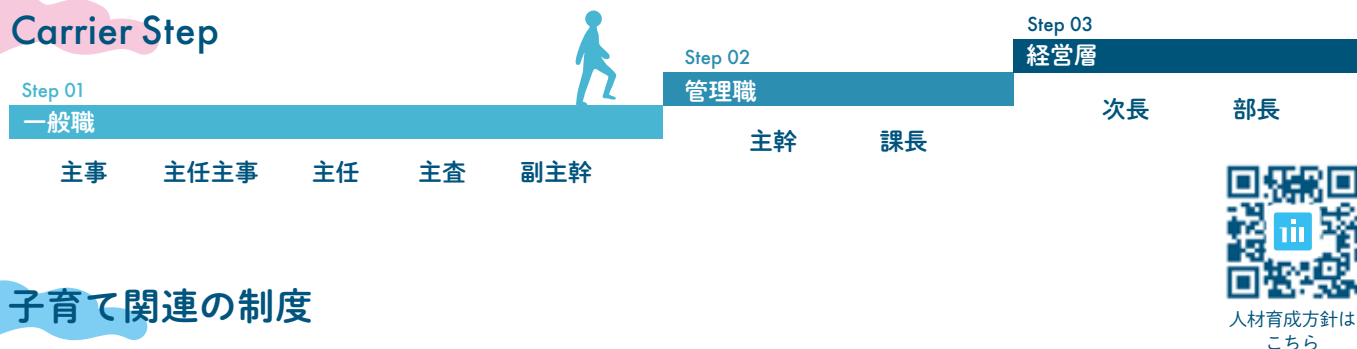 Carrier Step
Step 01
一般職
主事 主任主事 主任 主査 副主幹
Step 02
管理職
主幹 課長
Step 03
経営層
次長 部長
人材育成方針は
こちら
子育て関連の制度